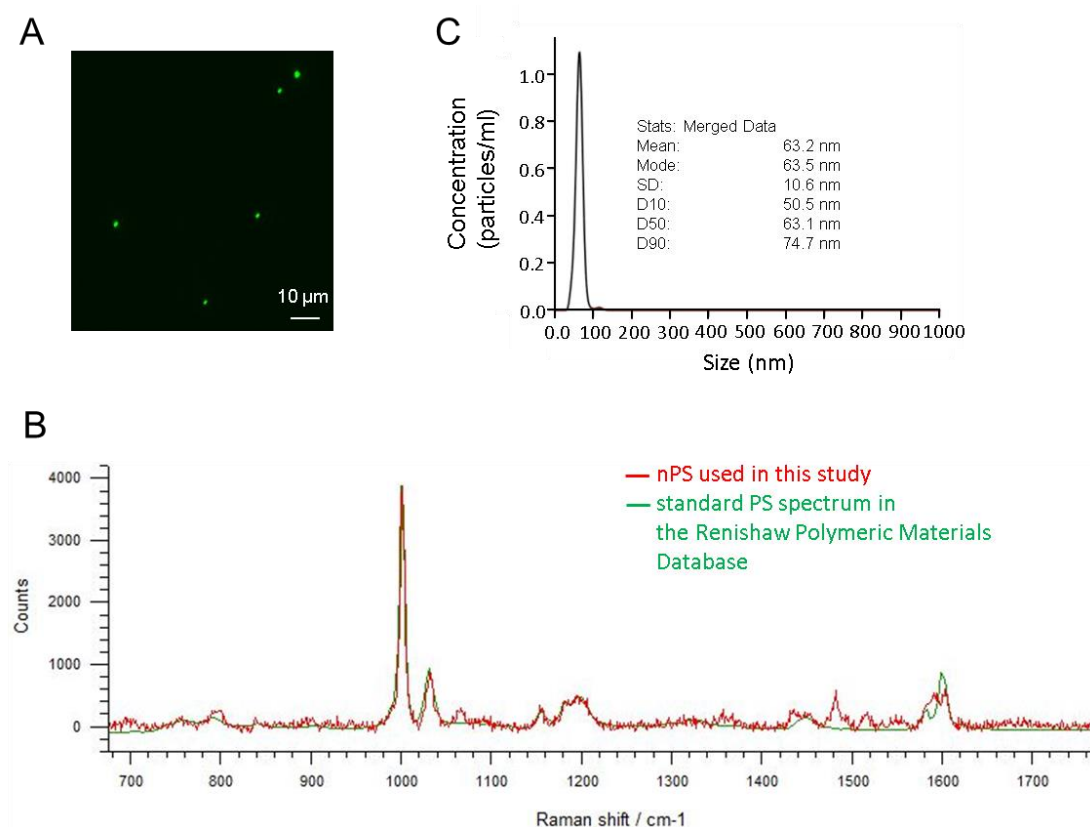 A
10 µm
C
Concentration
(particles/ml)
1.0
0.8
0.6
0.4
0.2
0.0
Stats: Merged Data
Mean: 63.2 nm
Mode: 63.5 nm
SD: 10.6 nm
D10: 50.5 nm
D50: 63.1 nm
D90: 74.7 nm
0.0 100 200 300 400 500 600 700 800 900 1000
Size (nm)
B
nPS used in this study
standard PS spectrum in
the Renishaw Polymeric Materials
Database
Counts
4000
3000
2000
1000
0
700 800 900 1000 1100 1200 1300 1400 1500 1600 1700
Raman shift / cm-1